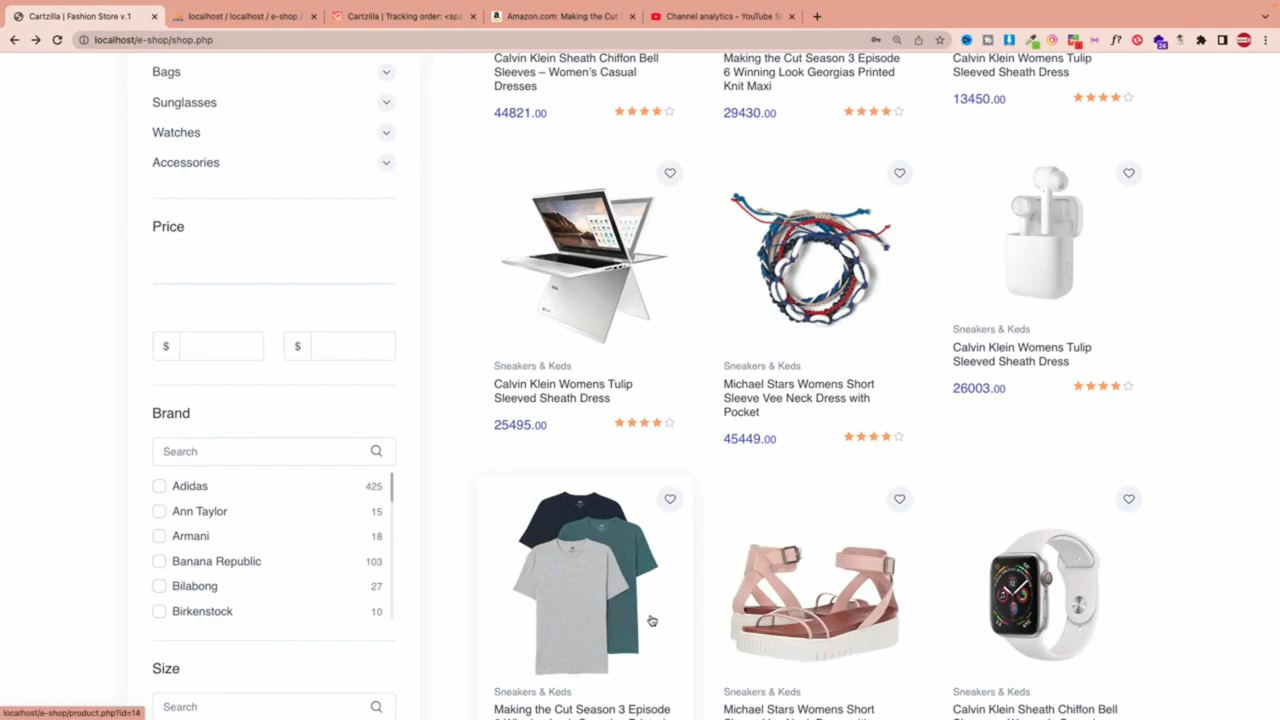 Cartzilla | Fashion Store v.1
localhost / localhost / e-shop /
Cartzilla | Tracking order: <spa
Amazon.com: Making the Cut
Channel analytics - YouTube S
localhost/e-shop/shop.php
Bags
Sunglasses
Watches
Accessories
Price
$
$
Brand
Search
Adidas 425
Ann Taylor 15
Armani 18
Banana Republic 103
Bilabong 27
Birkenstock 10
Size
Search
Calvin Klein Sheath Chiffon Bell
Sleeves – Women's Casual
Dresses
44821.00
Making the Cut Season 3 Episode
6 Winning Look Georgias Printed
Knit Maxi
29430.00
Calvin Klein Womens Tulip
Sleeved Sheath Dress
13450.00
Sneakers & Keds
Calvin Klein Womens Tulip
Sleeved Sheath Dress
25495.00
Sneakers & Keds
Michael Stars Womens Short
Sleeve Vee Neck Dress with
Pocket
45449.00
Sneakers & Keds
Calvin Klein Womens Tulip
Sleeved Sheath Dress
26003.00
Sneakers & Keds
Making the Cut Season 3 Episode
Sneakers & Keds
Michael Stars Womens Short
Sneakers & Keds
Calvin Klein Sheath Chiffon Bell
localhost/e-shop/product.php?id=14